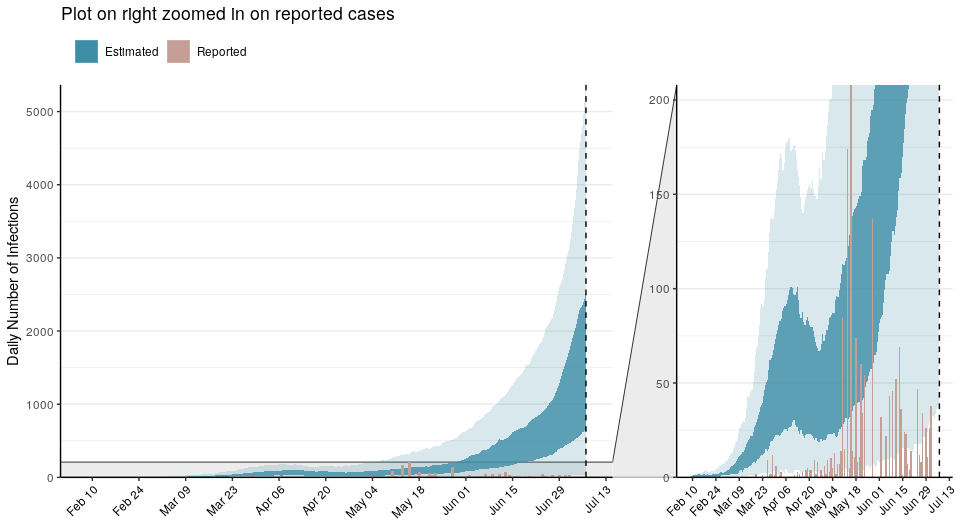 Plot on right zoomed in on reported cases
Estimated
Reported
Daily Number of Infections
5000
4000
3000
2000
1000
0
Feb 10
Feb 24
Mar 09
Mar 23
Apr 06
Apr 20
May 04
May 18
Jun 01
Jun 15
Jun 29
Jul 13
200
150
100
50
0
Feb 10
Feb 24
Mar 09
Mar 23
Apr 06
Apr 20
May 04
May 18
Jun 01
Jun 15
Jun 29
Jul 13